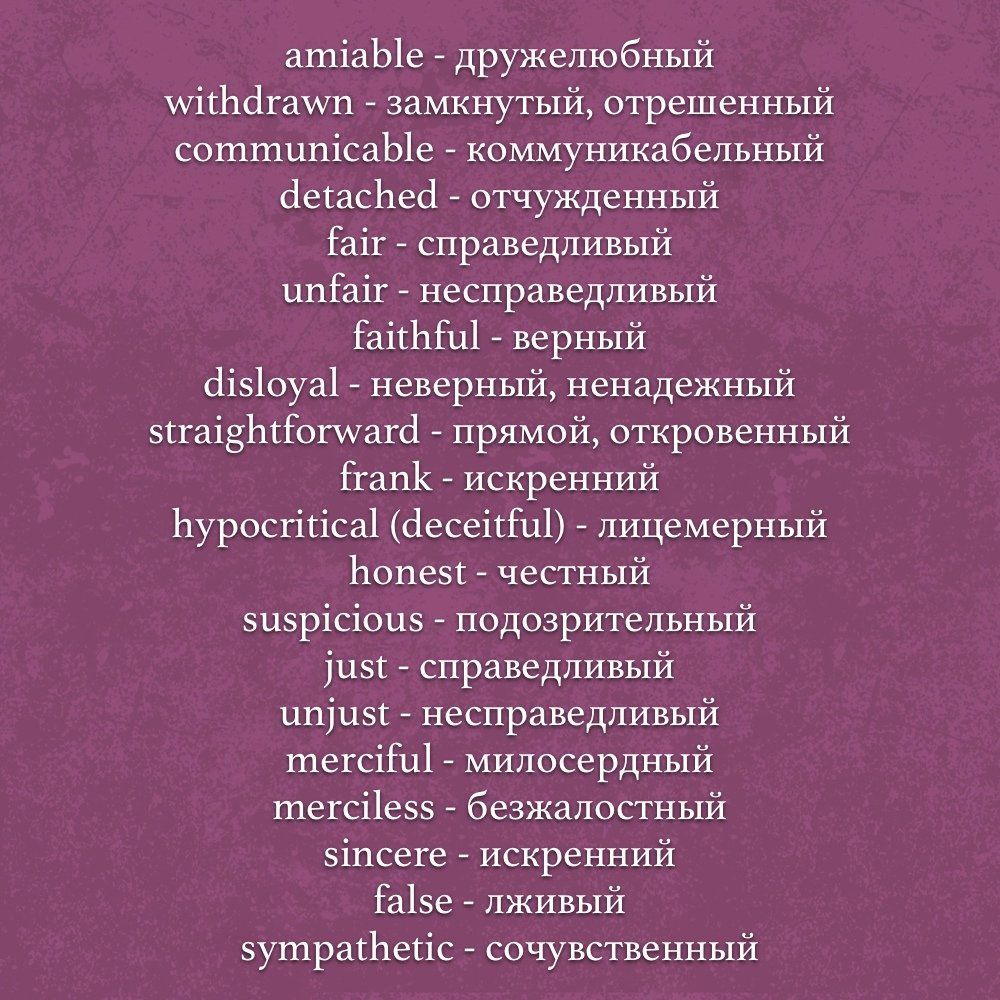 amiable - дружелюбный
withdrawn - замкнутый, отрешенный
communicable - коммуникабельный
detached - отчужденный
fair - справедливый
unfair - несправедливый
faithful - верный
disloyal - неверный, ненадежный
straightforward - прямой, откровенный
frank - искренний
hypocritical (deceitful) - лицемерный
honest - честный
suspicious - подозрительный
just - справедливый
unjust - несправедливый
merciful - милосердный
merciless - безжалостный
sincere - искренний
false - лживый
sympathetic - сочувственный